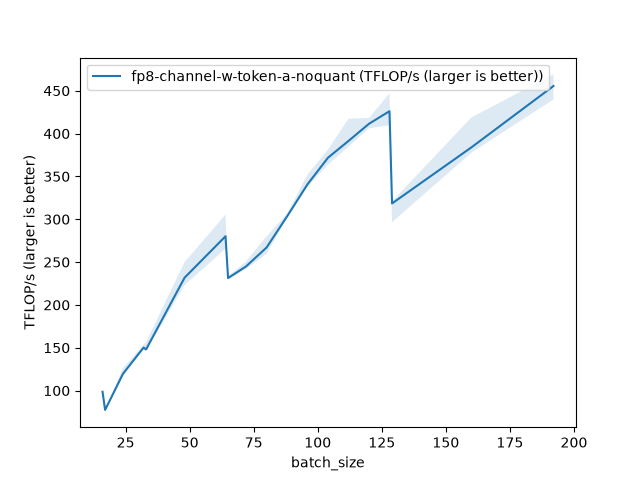 fp8-channel-w-token-a-noquant (TFLOP/s (larger is better))
450
400
350
300
250
200
150
100
TFLOP/s (larger is better)
25 50 75 100 125 150 175 200
batch_size